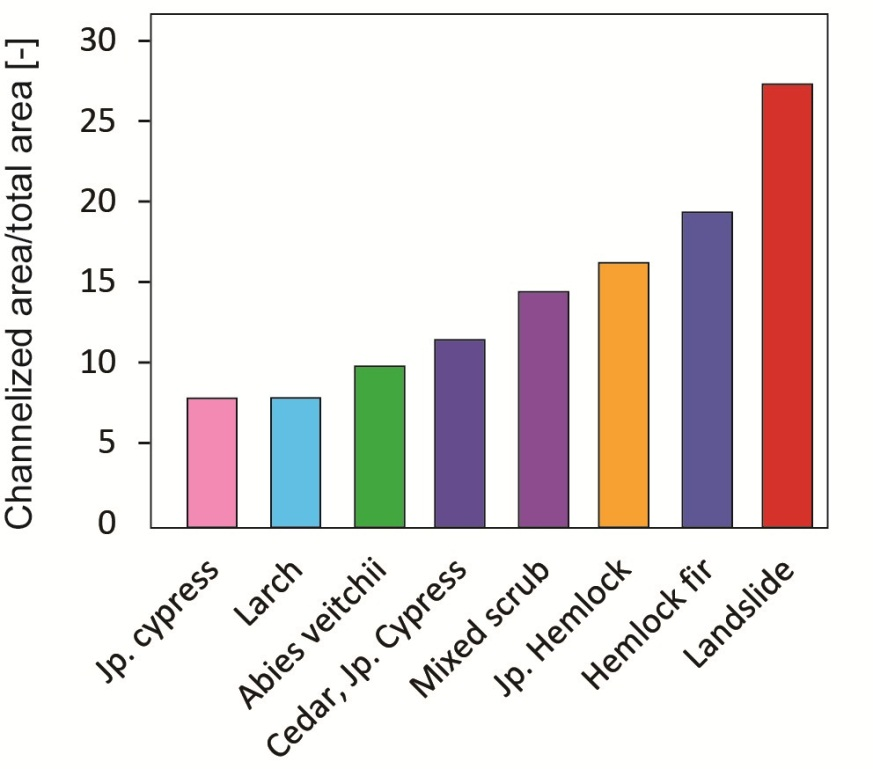 Channelized area/total area [-]
30
25
20
15
10
5
0
Jp. cypress
Larch
Abies veitchii
Cedar, Jp. Cypress
Mixed scrub
Jp. Hemlock
Hemlock fir
Landslide